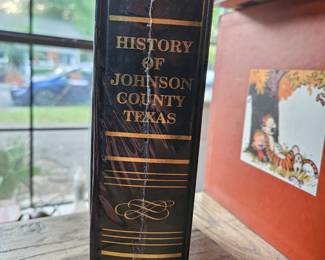 HISTORY
OF
JOHNSON
COUNTY
TEXAS